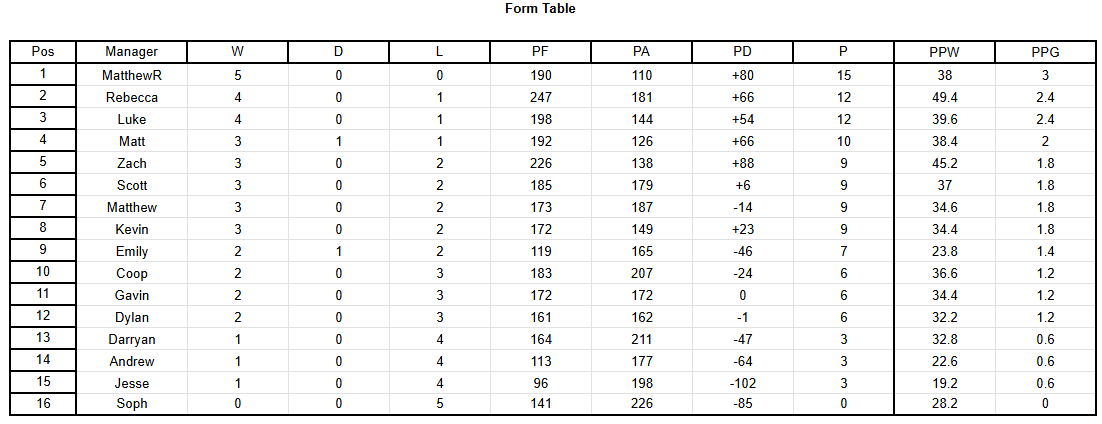 Form Table
Pos Manager W D L PF PA PD P PPW PPG
1 MatthewR 5 0 0 190 110 +80 15 38 3
2 Rebecca 4 0 1 247 181 +66 12 49.4 2.4
3 Luke 4 0 1 198 144 +54 12 39.6 2.4
4 Matt 3 1 1 192 126 +66 10 38.4 2
5 Zach 3 0 2 226 138 +88 9 45.2 1.8
6 Scott 3 0 2 185 179 +6 9 37 1.8
7 Matthew 3 0 2 173 187 -14 9 34.6 1.8
8 Kevin 3 0 2 172 149 +23 9 34.4 1.8
9 Emily 2 1 2 119 165 -46 7 23.8 1.4
10 Coop 2 0 3 183 207 -24 6 36.6 1.2
11 Gavin 2 0 3 172 172 0 6 34.4 1.2
12 Dylan 2 0 3 161 162 -1 6 32.2 1.2
13 Darryan 1 0 4 164 211 -47 3 32.8 0.6
14 Andrew 1 0 4 113 177 -64 3 22.6 0.6
15 Jesse 1 0 4 96 198 -102 3 19.2 0.6
16 Soph 0 0 5 141 226 -85 0 28.2 0